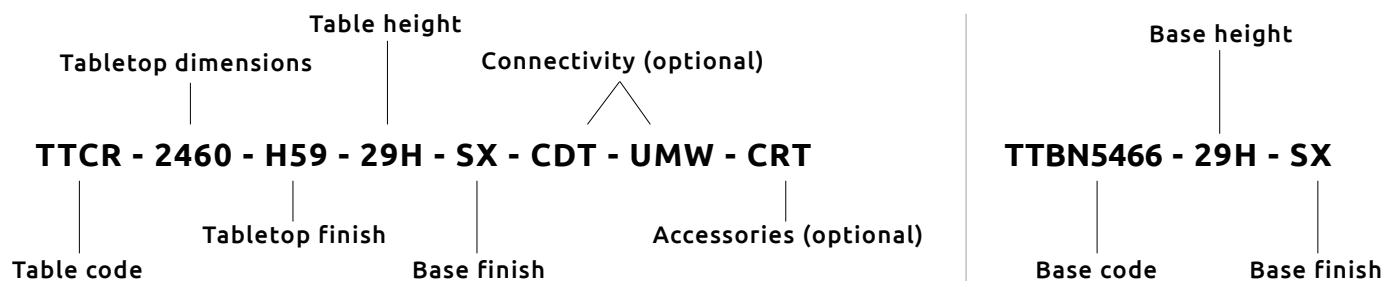 Table height
Base height
Tabletop dimensions
Connectivity (optional)
TTCR - 2460 - H59 - 29H - SX - CDT - UMW - CRT
TTBN5466 - 29H - SX
Tabletop finish
Accessories (optional)
Table code
Base finish
Base code
Base finish